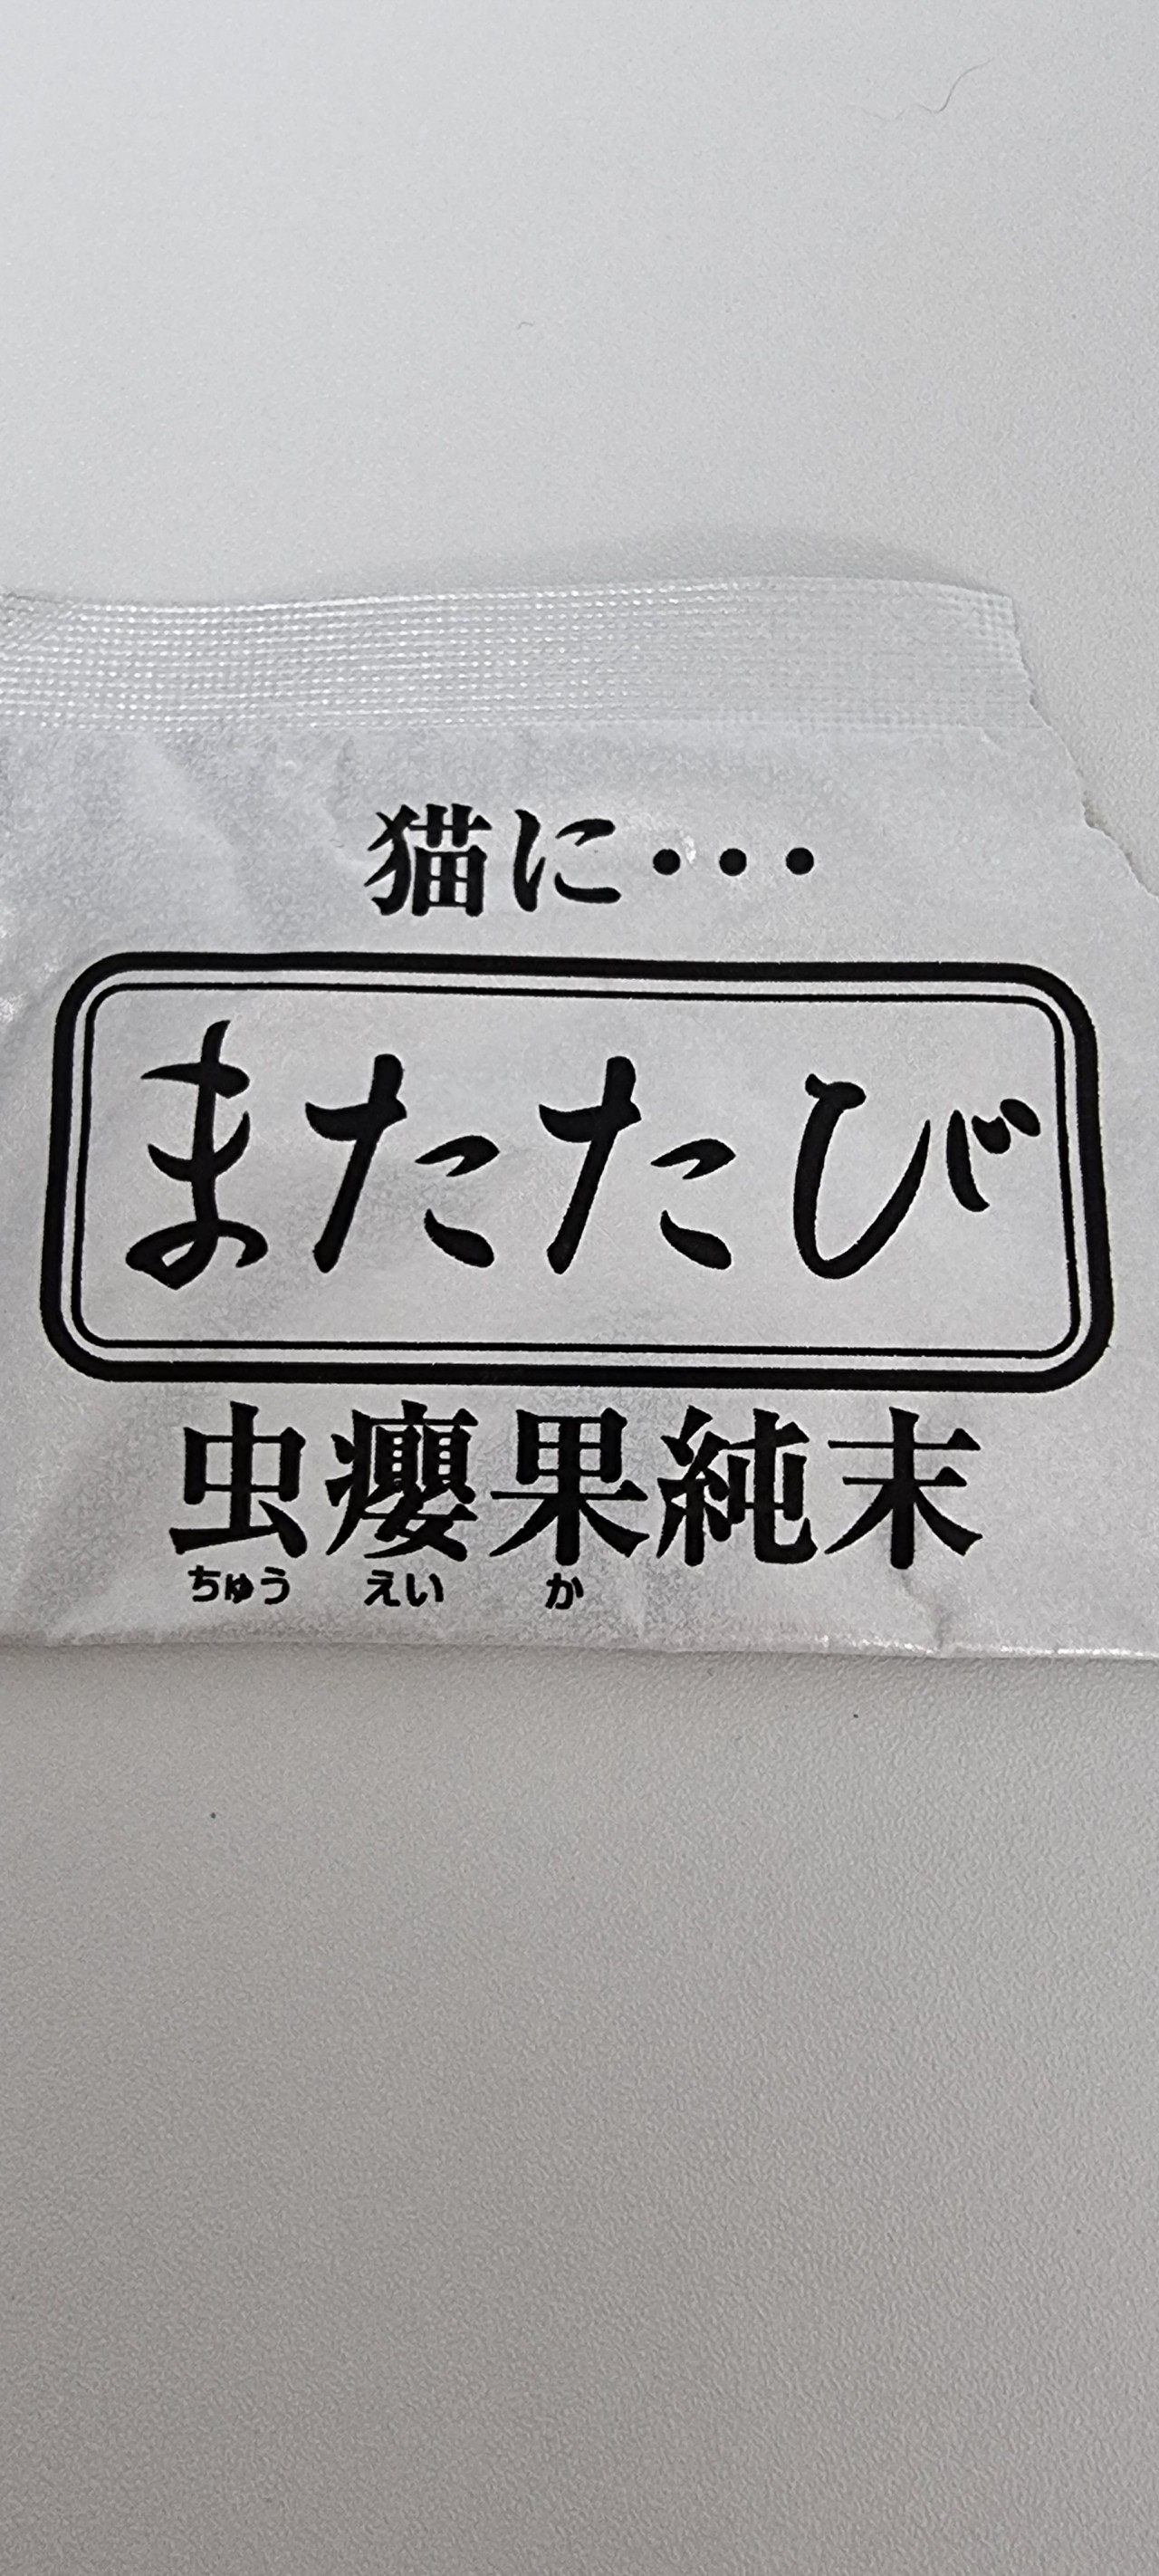 猫に・・・
またたび
虫癭果純末
ちゅう えい か